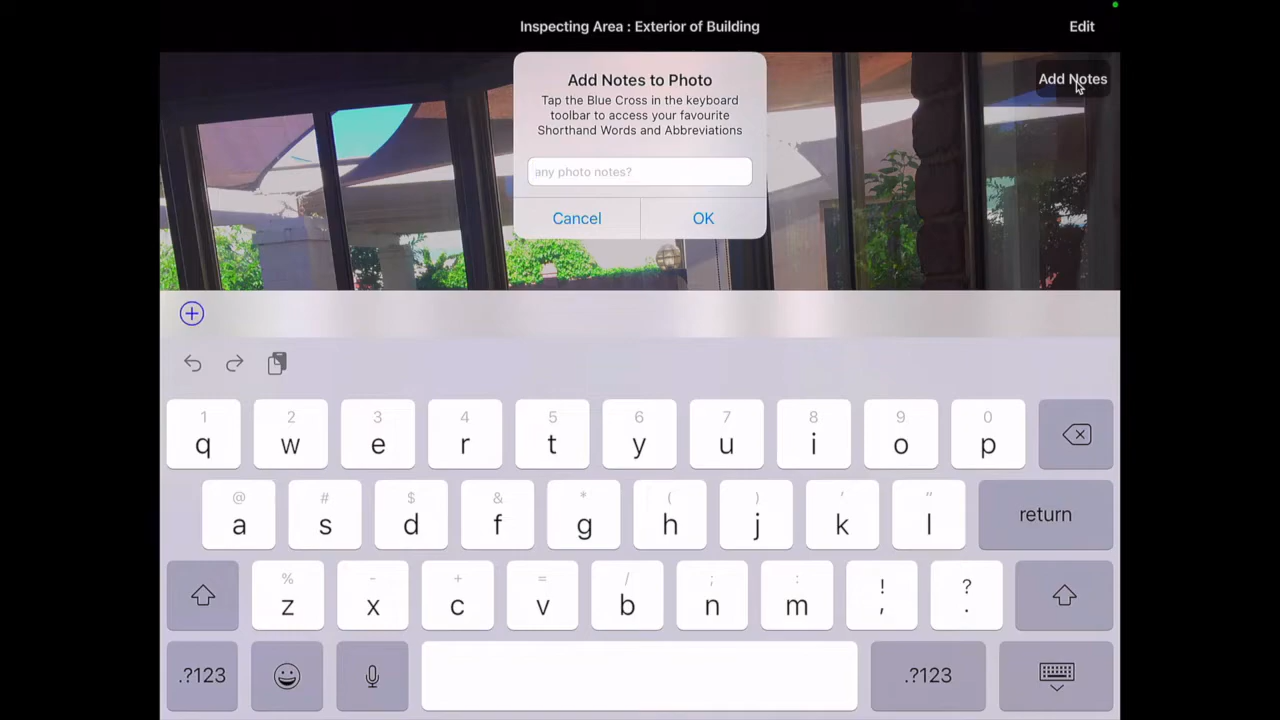 Inspecting Area : Exterior of Building
Edit
Add Notes
Add Notes to Photo
Tap the Blue Cross in the keyboard
toolbar to access your favourite
Shorthand Words and Abbreviations
any photo notes?
Cancel
OK
1 2 3 4 5 6 7 8 9 0
q w e r t y u i o p
@ # $ & * ( ) ' "
a s d f g h j k l
return
% - + = / ; : ! ?
z x c v b n m , .
.?123
.?123